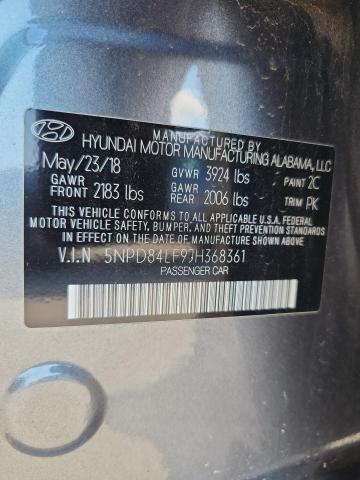 MANUFACTURED BY
HYUNDAI MOTOR MANUFACTURING ALABAMA, LLC
May/23/18 GVWR 3924 lbs PAINT 2C
GAWR FRONT 2183 lbs GAWR REAR 2006 lbs TRIM PK
THIS VEHICLE CONFORMS TO ALL APPLICABLE U.S.A. FEDERAL
MOTOR VEHICLE SAFETY, BUMPER, AND THEFT PREVENTION
STANDARDS IN EFFECT ON THE DATE OF MANUFACTURE SHOWN ABOVE.
V.I.N 5NPD84LF9JH368361
PASSENGER CAR